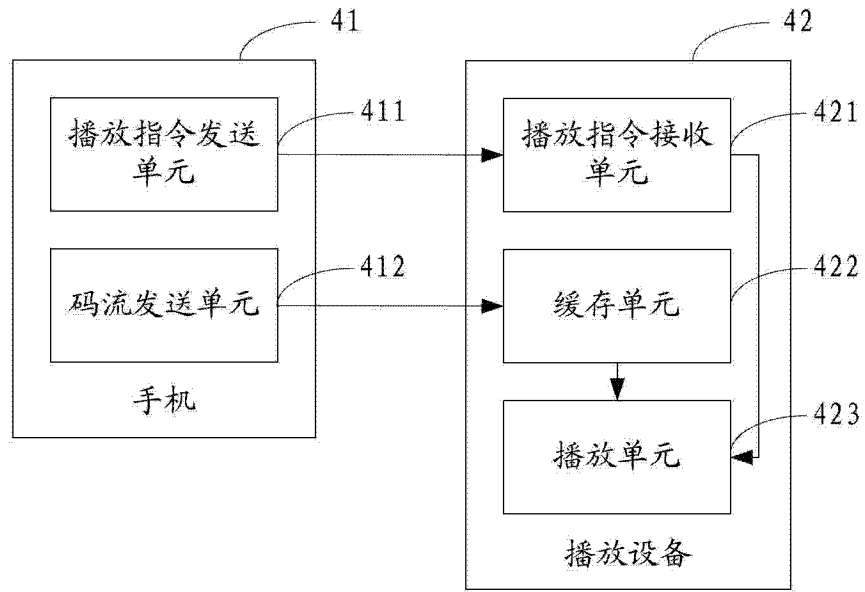 41
42
播放指令发送
单元
411
播放指令接收
单元
421
码流发送单元
412
缓存单元
422
手机
播放单元
423
播放设备